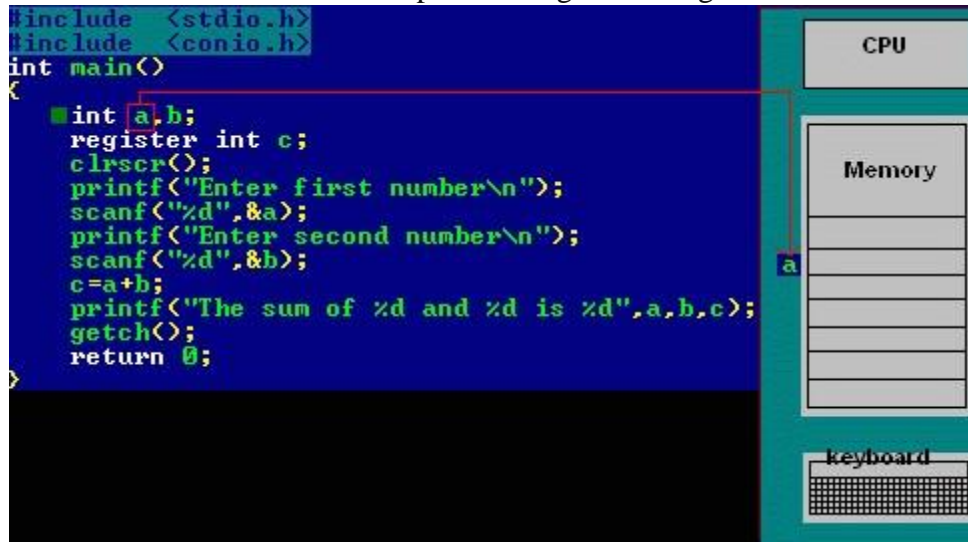 #include <stdio.h>
#include <conio.h>
int main()
{
int a,b;
register int c;
clrscr();
printf("Enter first number\n");
scanf("%d",&a);
printf("Enter second number\n");
scanf("%d",&b);
c=a+b;
printf("The sum of %d and %d is %d",a,b,c);
getch();
return 0;
}
CPU
Memory
a
keyboard